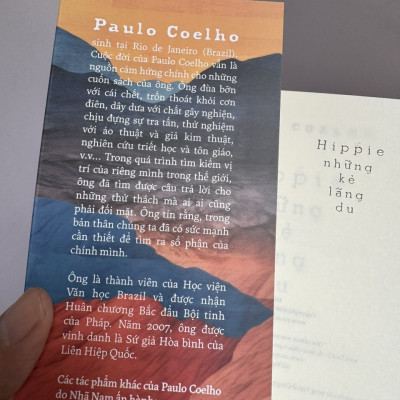 Paulo Coelho
sinh tại Rio de Janeiro (Brazil).
Cuộc đời của Paulo Coelho vẫn là
nguồn cảm hứng chính cho những
cuốn sách của ông. Ông đùa bỡn
với cái chết, trốn thoát khỏi cơn
điên, dây dưa với chất gây nghiện,
chịu đựng sự tra tấn, thử nghiệm
với ảo thuật và giả kim thuật,
nghiên cứu triết học và tôn giáo,
v.v... Trong quá trình tìm kiếm vị
trí của riêng mình trong thế giới,
ông đã tìm được câu trả lời cho
những thử thách mà ai ai cũng
phải đối mặt. Ông tin rằng, trong
bản thân chúng ta đã có sức mạnh
cần thiết để tìm ra số phận của
chính mình.
Ông là thành viên của Học viện
Văn học Brazil và được nhận
Huân chương Bắc đẩu Bội tinh
của Pháp. Năm 2007, ông được
vinh danh là Sứ giả Hòa bình của
Liên Hiệp Quốc.
Các tác phẩm khác của Paulo Coelho
do Nhã Nam ấn hành
Hippie
những
kẻ
lãng
du